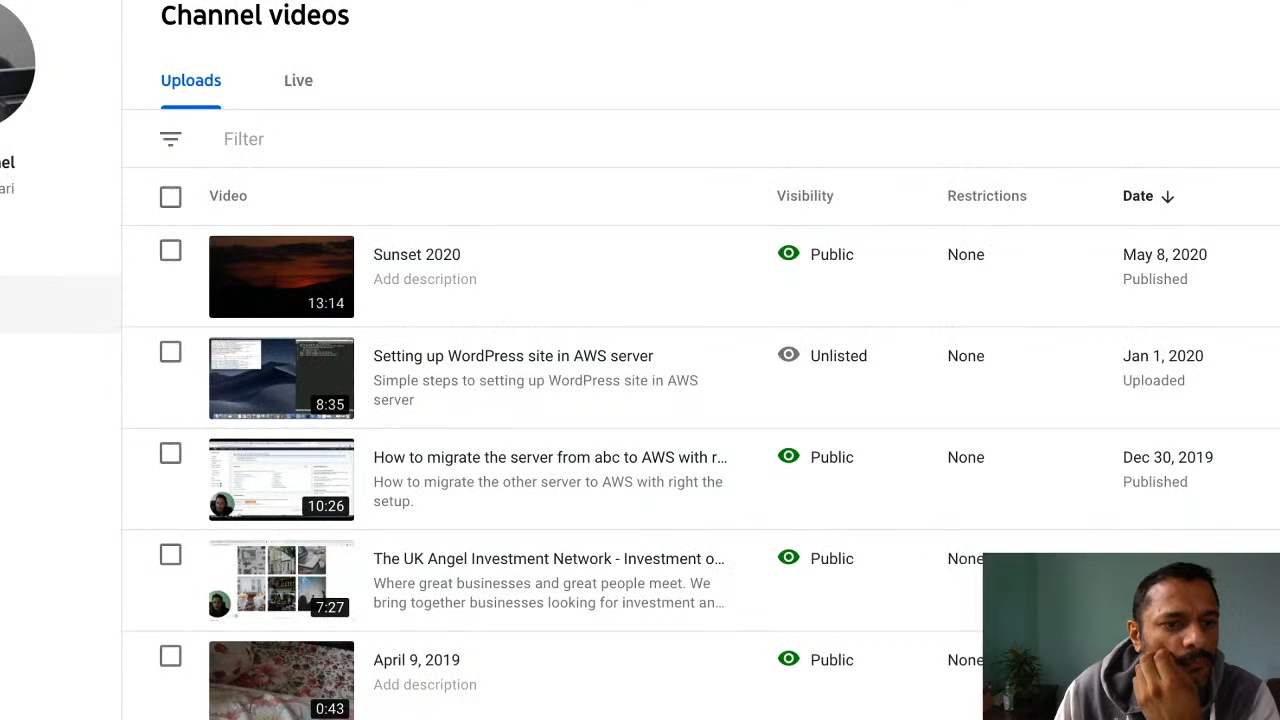 Channel videos
Uploads
Live
Filter
Video
Visibility
Restrictions
Date
Sunset 2020
Add description
13:14
Public
None
May 8, 2020
Published
Setting up WordPress site in AWS server
Simple steps to setting up WordPress site in AWS
server
8:35
Unlisted
None
Jan 1, 2020
Uploaded
How to migrate the server from abc to AWS with r...
How to migrate the other server to AWS with right the
setup.
10:26
Public
None
Dec 30, 2019
Published
The UK Angel Investment Network - Investment o...
Where great businesses and great people meet. We
bring together businesses looking for investment an...
7:27
Public
None
April 9, 2019
Add description
0:43
Public
None
el
ari